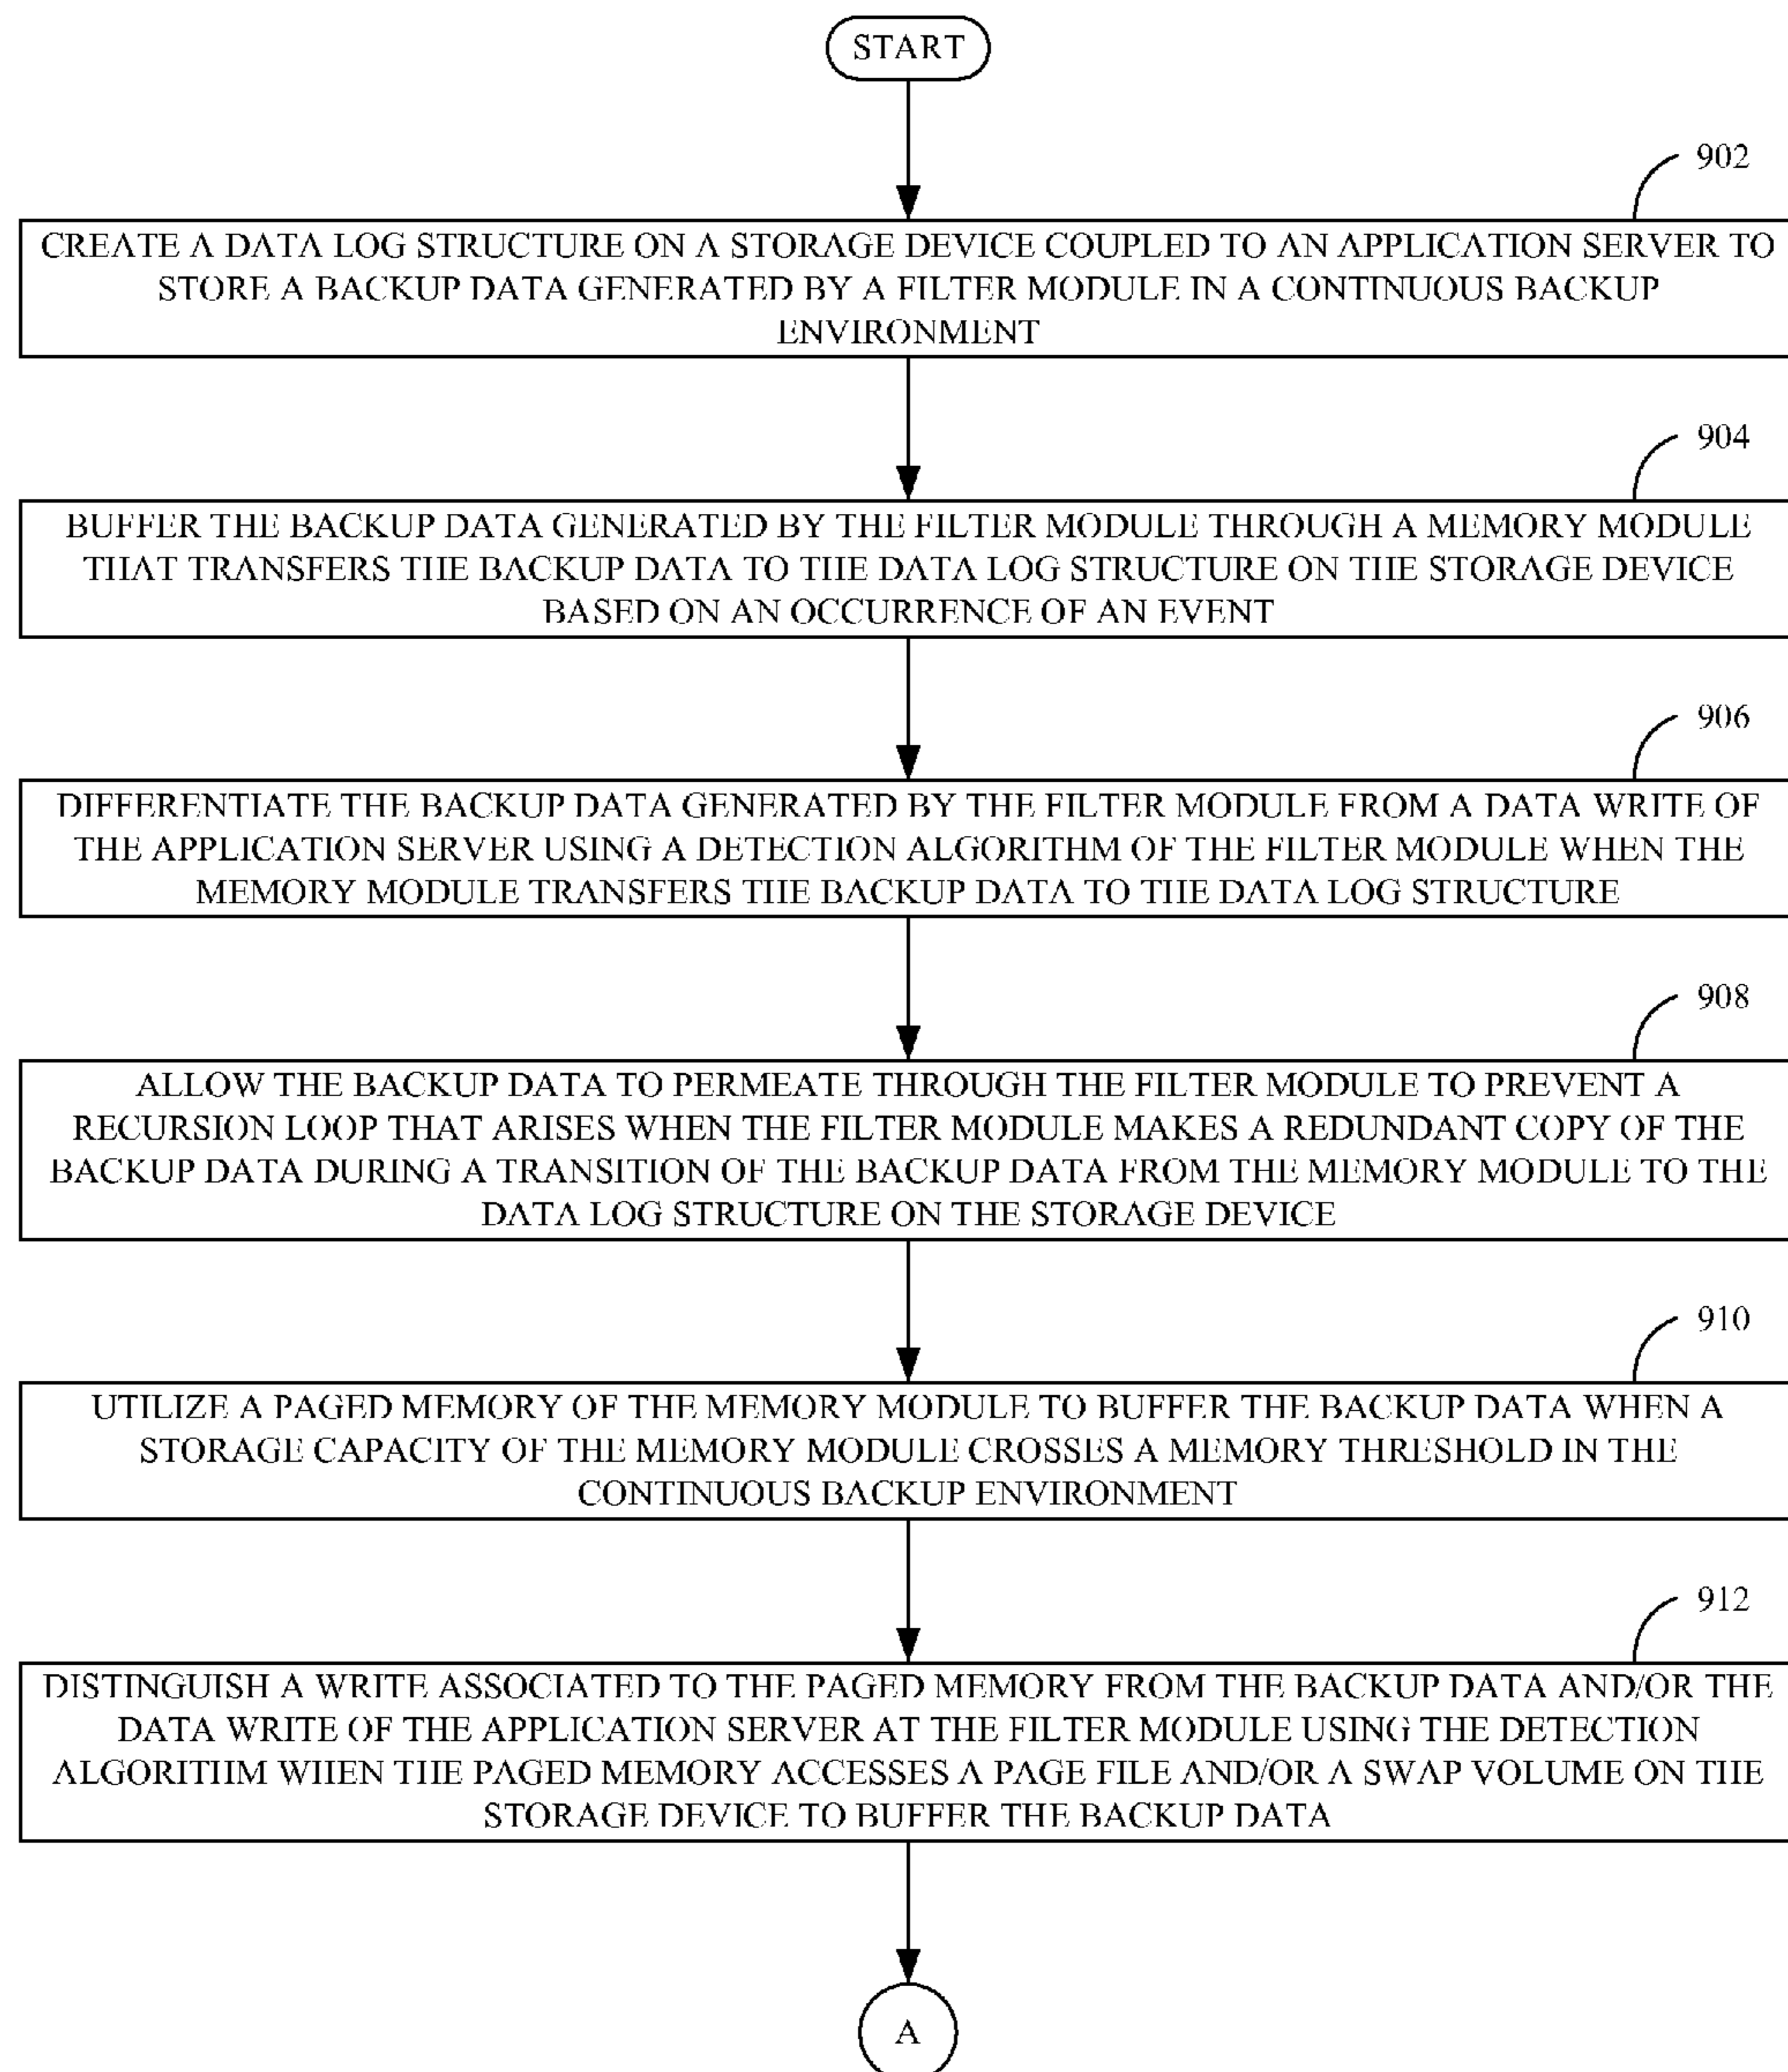 START
902
CREATE A DATA LOG STRUCTURE ON A STORAGE DEVICE COUPLED TO AN APPLICATION SERVER TO
STORE A BACKUP DATA GENERATED BY A FILTER MODULE IN A CONTINUOUS BACKUP
ENVIRONMENT
904
BUFFER THE BACKUP DATA GENERATED BY THE FILTER MODULE THROUGH A MEMORY MODULE
THAT TRANSFERS THE BACKUP DATA TO THE DATA LOG STRUCTURE ON THE STORAGE DEVICE
BASED ON AN OCCURRENCE OF AN EVENT
906
DIFFERENTIATE THE BACKUP DATA GENERATED BY THE FILTER MODULE FROM A DATA WRITE OF
THE APPLICATION SERVER USING A DETECTION ALGORITHM OF THE FILTER MODULE WHEN THE
MEMORY MODULE TRANSFERS THE BACKUP DATA TO THE DATA LOG STRUCTURE
908
ALLOW THE BACKUP DATA TO PERMEATE THROUGH THE FILTER MODULE TO PREVENT A
RECURSION LOOP THAT ARISES WHEN THE FILTER MODULE MAKES A REDUNDANT COPY OF THE
BACKUP DATA DURING A TRANSITION OF THE BACKUP DATA FROM THE MEMORY MODULE TO THE
DATA LOG STRUCTURE ON THE STORAGE DEVICE
910
UTILIZE A PAGED MEMORY OF THE MEMORY MODULE TO BUFFER THE BACKUP DATA WHEN A
STORAGE CAPACITY OF THE MEMORY MODULE CROSSES A MEMORY THRESHOLD IN THE
CONTINUOUS BACKUP ENVIRONMENT
912
DISTINGUISH A WRITE ASSOCIATED TO THE PAGED MEMORY FROM THE BACKUP DATA AND/OR THE
DATA WRITE OF THE APPLICATION SERVER AT THE FILTER MODULE USING THE DETECTION
ALGORITHM WHEN THE PAGED MEMORY ACCESSES A PAGE FILE AND/OR A SWAP VOLUME ON THE
STORAGE DEVICE TO BUFFER THE BACKUP DATA
A